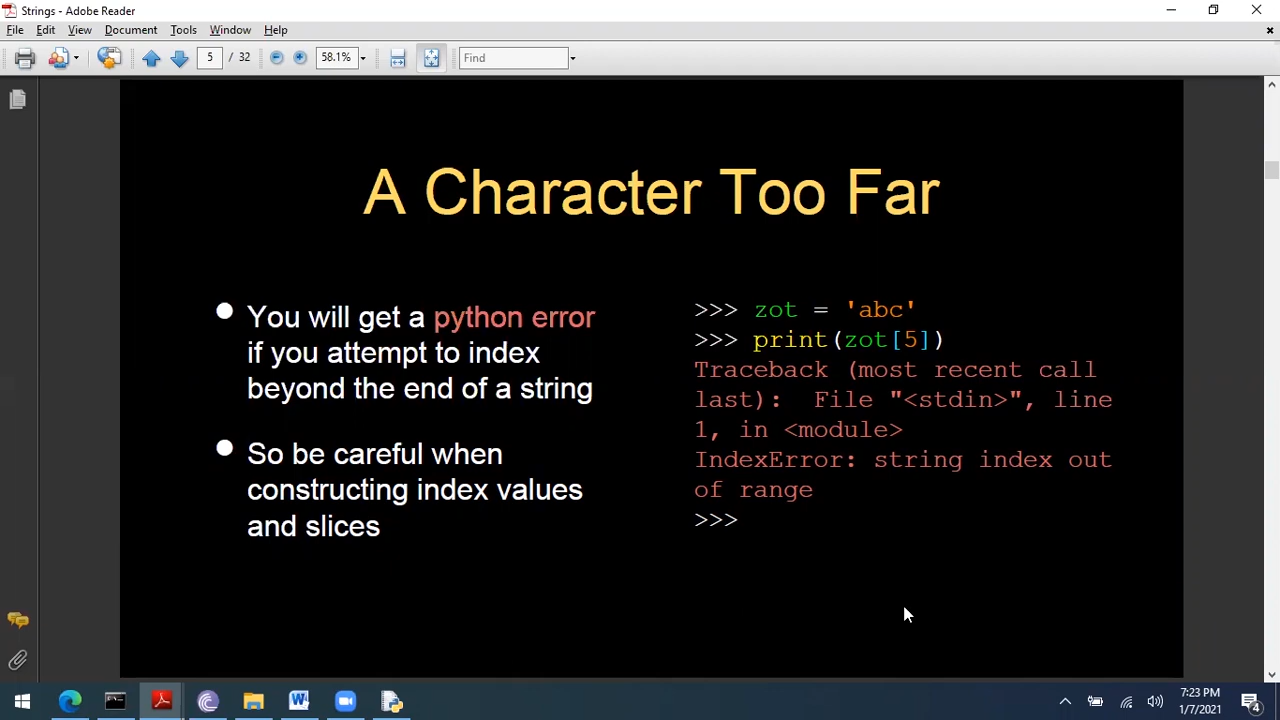 Strings - Adobe Reader
File Edit View Document Tools Window Help
5 / 32 58.1% Find
A Character Too Far
You will get a python error
if you attempt to index
beyond the end of a string
So be careful when
constructing index values
and slices
>>> zot = 'abc'
>>> print(zot[5])
Traceback (most recent call
last):  File "<stdin>", line
1, in <module>
IndexError: string index out
of range
>>>
7:23 PM
1/7/2021
4